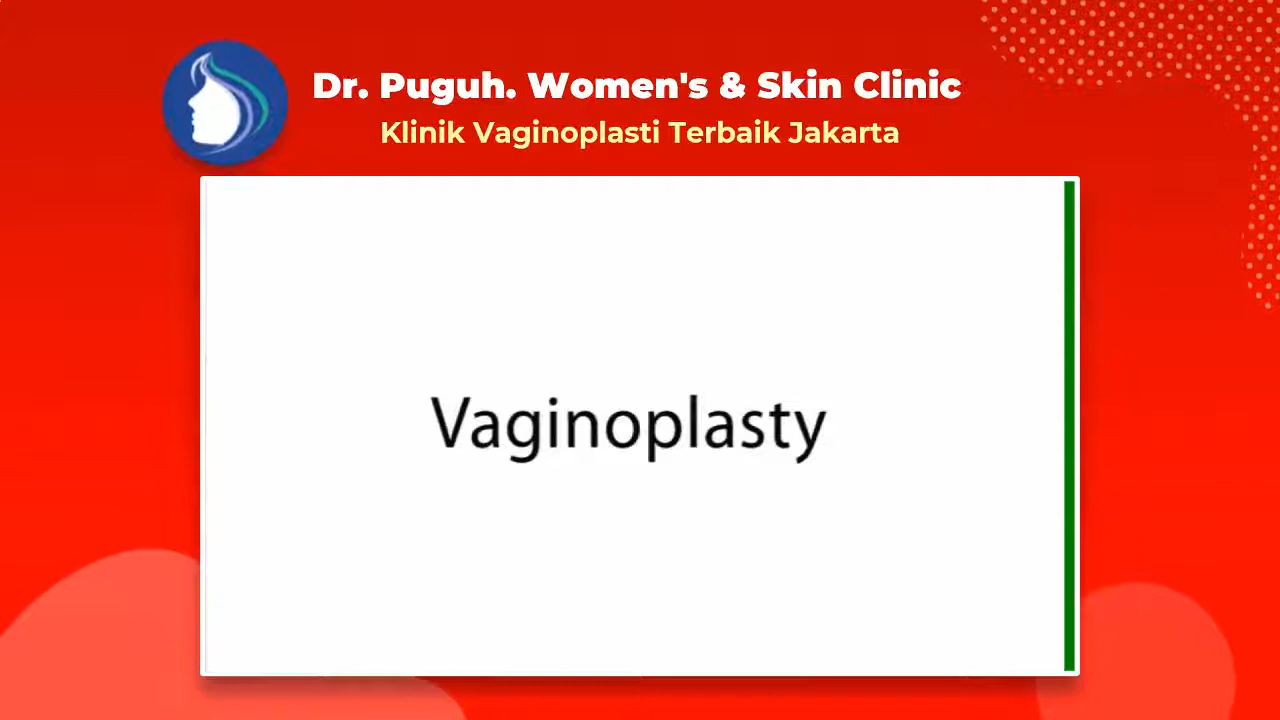 Dr. Puguh. Women's & Skin Clinic
Klinik Vaginoplasti Terbaik Jakarta
Vaginoplasty